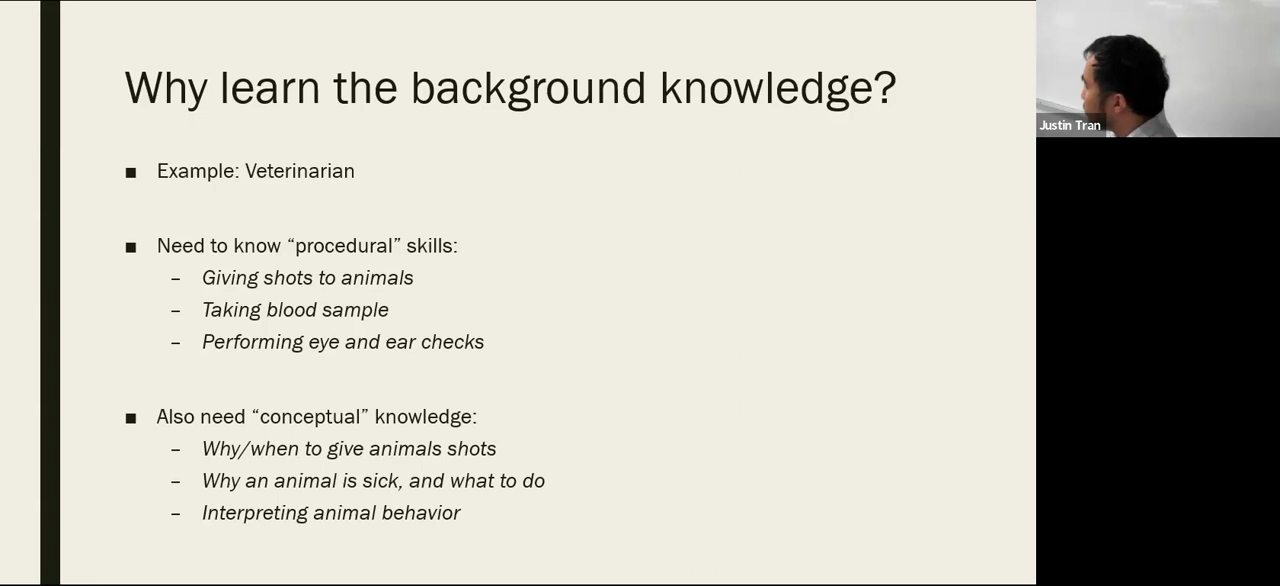 Why learn the background knowledge?
■ Example: Veterinarian
■ Need to know “procedural” skills:
– Giving shots to animals
– Taking blood sample
– Performing eye and ear checks
■ Also need “conceptual” knowledge:
– Why/when to give animals shots
– Why an animal is sick, and what to do
– Interpreting animal behavior
Justin Tran